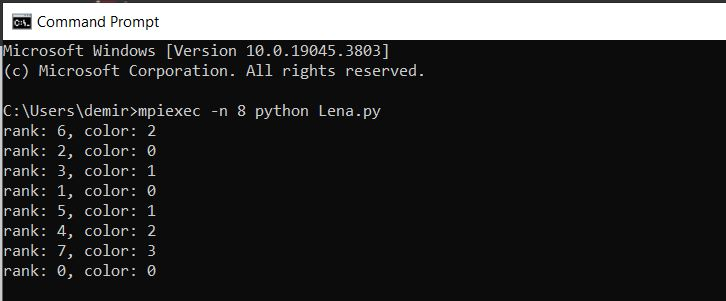 Command Prompt
Microsoft Windows [Version 10.0.19045.3803]
(c) Microsoft Corporation. All rights reserved.
C:\Users\demir>mpiexec -n 8 python Lena.py
rank: 6, color: 2
rank: 2, color: 0
rank: 3, color: 1
rank: 1, color: 0
rank: 5, color: 1
rank: 4, color: 2
rank: 7, color: 3
rank: 0, color: 0